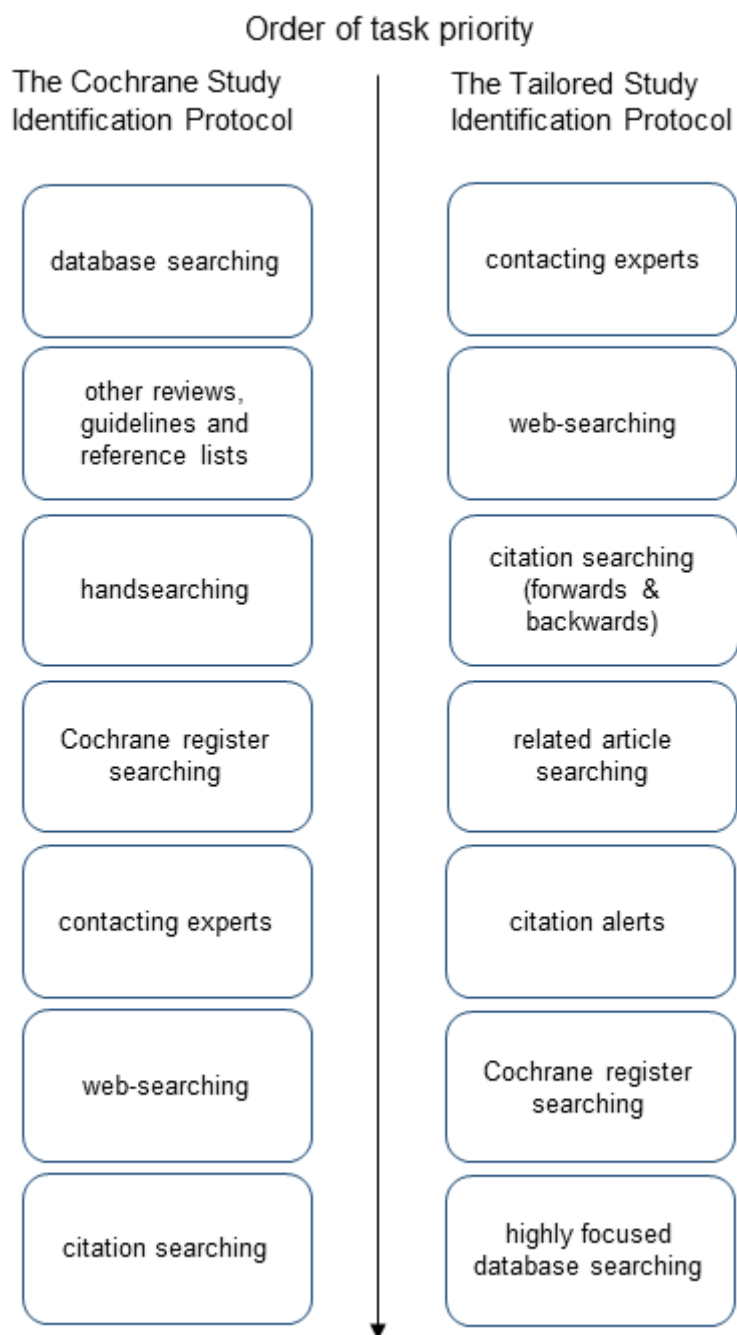 Order of task priority
The Cochrane Study
Identification Protocol
The Tailored Study
Identification Protocol
database searching
contacting experts
other reviews,
guidelines and
reference lists
web-searching
handsearching
citation searching
(forwards &
backwards)
Cochrane register
searching
related article
searching
contacting experts
citation alerts
web-searching
Cochrane register
searching
citation searching
highly focused
database searching